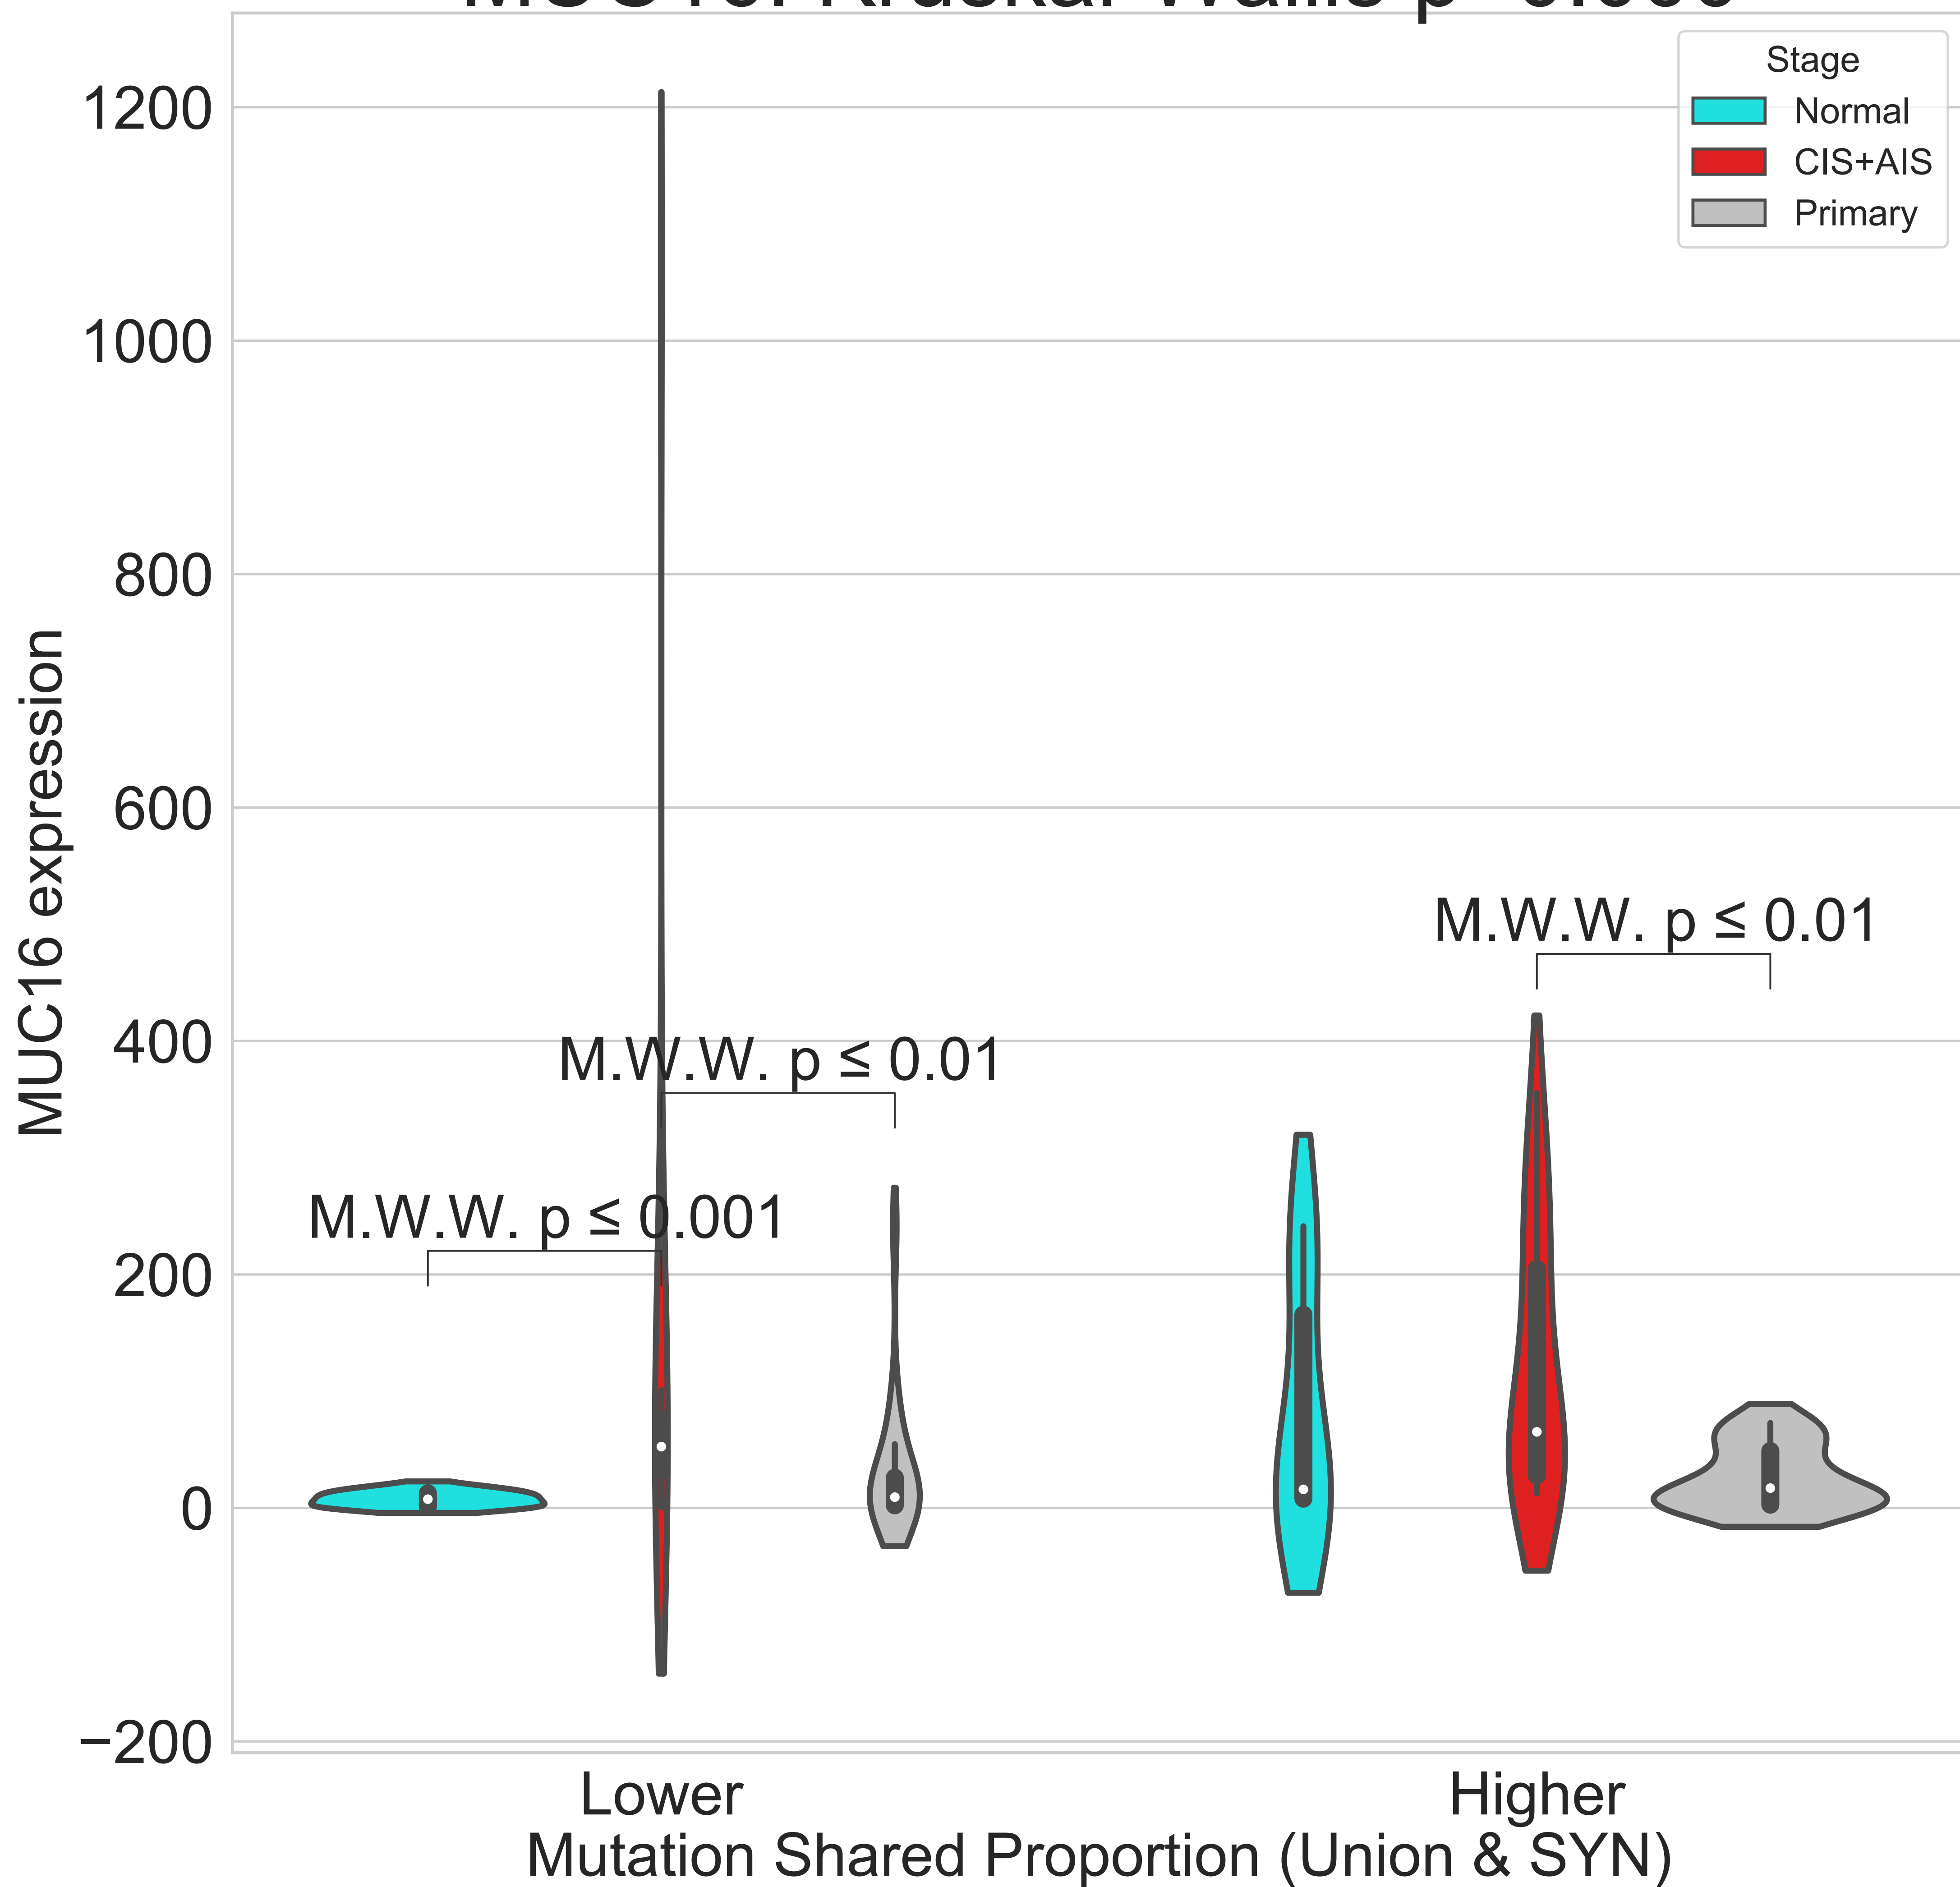 Stage
Normal
CIS+AIS
Primary
1200
1000
800
600
400
200
0
−200
MUC16 expression
M.W.W. p ≤ 0.01
M.W.W. p ≤ 0.01
M.W.W. p ≤ 0.001
Lower
Higher
Mutation Shared Proportion (Union & SYN)